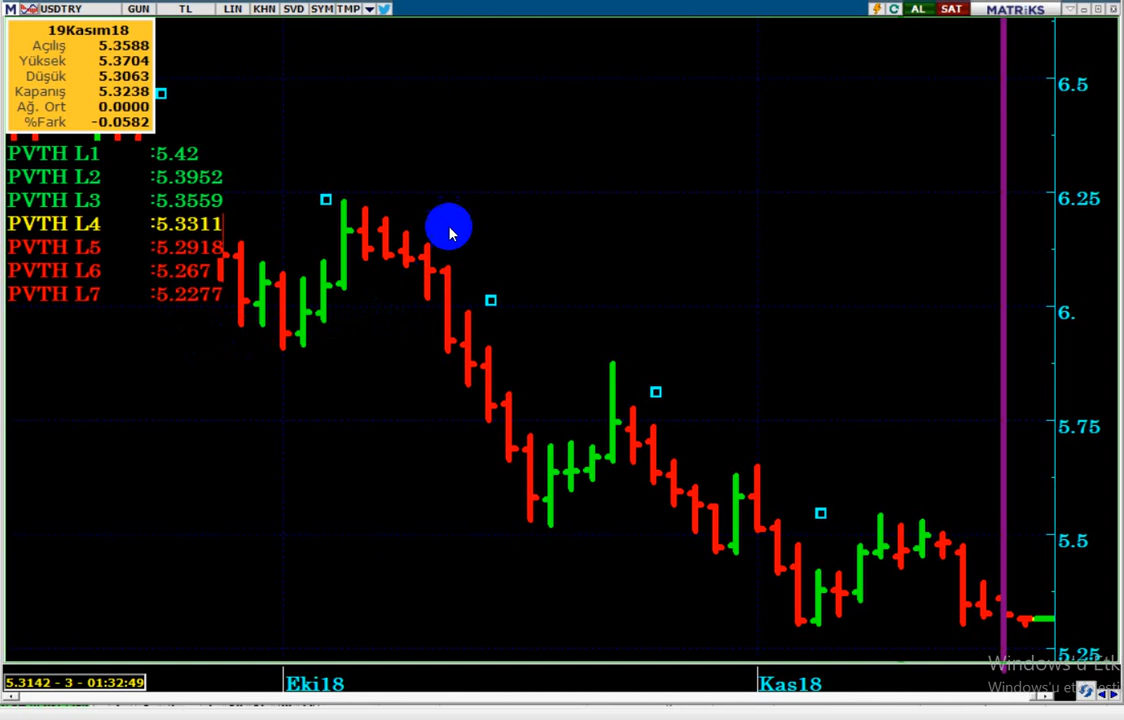 M USDTRY GUN TL LIN KHN SVD SYM TMP AL SAT MATRiKS
19Kasım18
Açılış 5.3588
Yüksek 5.3704
Düşük 5.3063
Kapanış 5.3238
Ağ. Ort 0.0000
%Fark -0.0582
PVTH L1 :5.42
PVTH L2 :5.3952
PVTH L3 :5.3559
PVTH L4 :5.3311
PVTH L5 :5.2918
PVTH L6 :5.267
PVTH L7 :5.2277
6.5
6.25
6.
5.75
5.5
5.25
Windows'u Etk
Windows'u etkinleşti
5.3142 - 3 - 01:32:49
Eki18 Kas18